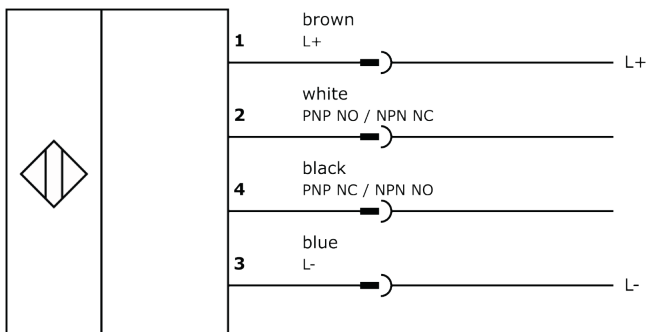 brown
1
L+
L+
white
2
PNP NO / NPN NC
black
4
PNP NC / NPN NO
blue
3
L-
L-